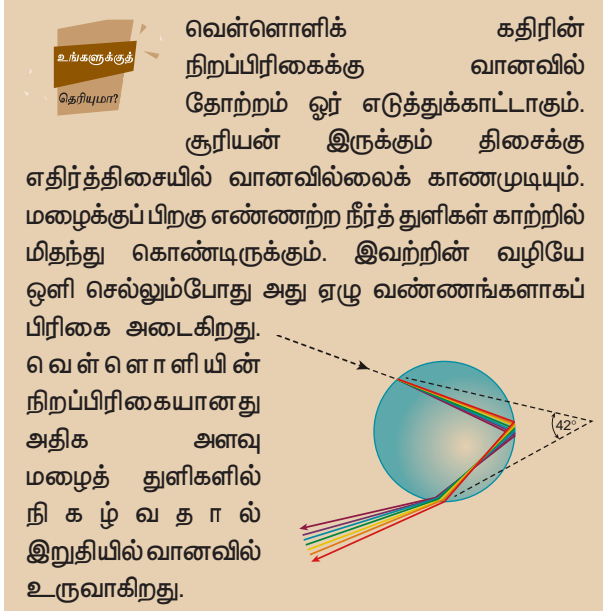 உங்களுக்குத்
தெரியுமா?
வெள்ளொளிக் கதிரின்
நிறப்பிரிகைக்கு வானவில்
தோற்றம் ஓர் எடுத்துக்காட்டாகும்.
சூரியன் இருக்கும் திசைக்கு
எதிர்த்திசையில் வானவில்லைக் காணமுடியும்.
மழைக்குப் பிறகு எண்ணற்ற நீர்த் துளிகள் காற்றில்
மிதந்து கொண்டிருக்கும். இவற்றின் வழியே
ஒளி செல்லும்போது அது ஏழு வண்ணங்களாகப்
பிரிகை அடைகிறது.
வெள்ளொளியின்
நிறப்பிரிகையானது
அதிக அளவு
மழைத் துளிகளில்
நிகழ்வதால்
இறுதியில் வானவில்
உருவாகிறது.
42°